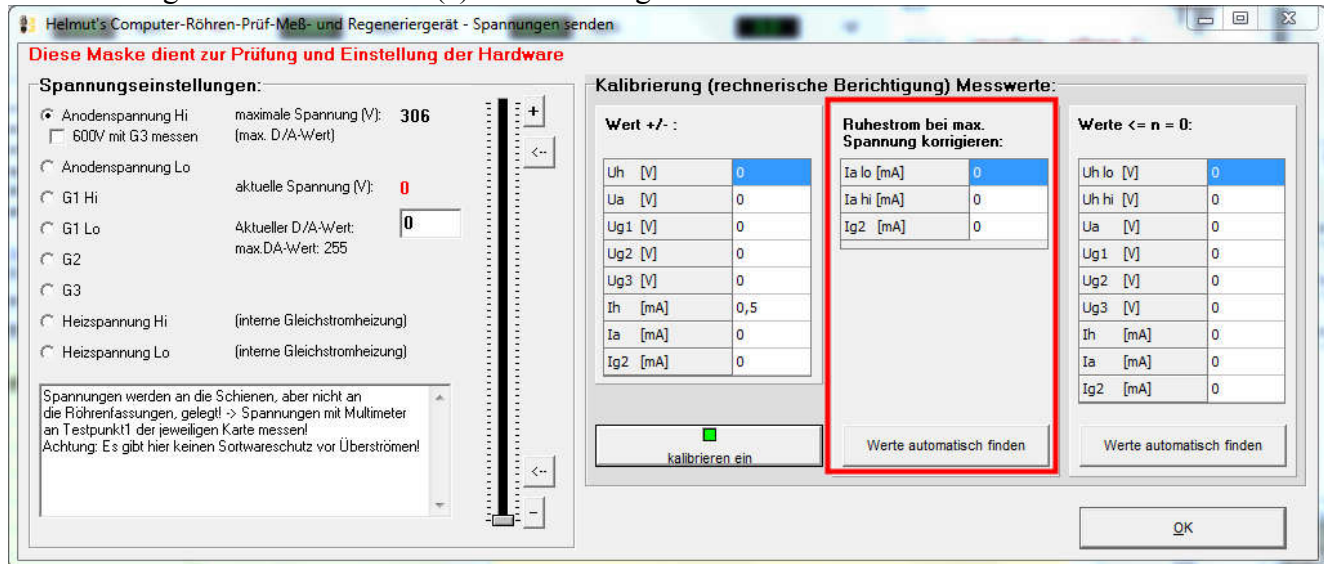 Helmut's Computer-Röhren-Prüf-Meß- und Regeneriergerät - Spannungen senden
Diese Maske dient zur Prüfung und Einstellung der Hardware
Spannungseinstellungen:
Anodenspannung Hi
600V mit G3 messen
Anodenspannung Lo
G1 Hi
G1 Lo
G2
G3
Heizspannung Hi
Heizspannung Lo
maximale Spannung (V): 306
(max. D/A-Wert)
aktuelle Spannung (V): 0
Aktueller D/A-Wert: 0
max.DA-Wert: 255
(interne Gleichstromheizung)
(interne Gleichstromheizung)
+
<--
<--
-
Spannungen werden an die Schienen, aber nicht an
die Röhrenfassungen, gelegt! -> Spannungen mit Multimeter
an Testpunkt1 der jeweiligen Karte messen!
Achtung: Es gibt hier keinen Sortwareschutz vor Überströmen!
Kalibrierung (rechnerische Berichtigung) Messwerte:
Wert +/- :
Uh [V] 0
Ua [V] 0
Ug1 [V] 0
Ug2 [V] 0
Ug3 [V] 0
Ih [mA] 0,5
Ia [mA] 0
Ig2 [mA] 0
kalibrieren ein
Ruhestrom bei max.
Spannung korrigieren:
Ia lo [mA] 0
Ia hi [mA] 0
Ig2 [mA] 0
Werte automatisch finden
Werte <= n = 0:
Uh lo [V] 0
Uh hi [V] 0
Ua [V] 0
Ug1 [V] 0
Ug2 [V] 0
Ug3 [V] 0
Ih [mA] 0
Ia [mA] 0
Ig2 [mA] 0
Werte automatisch finden
OK